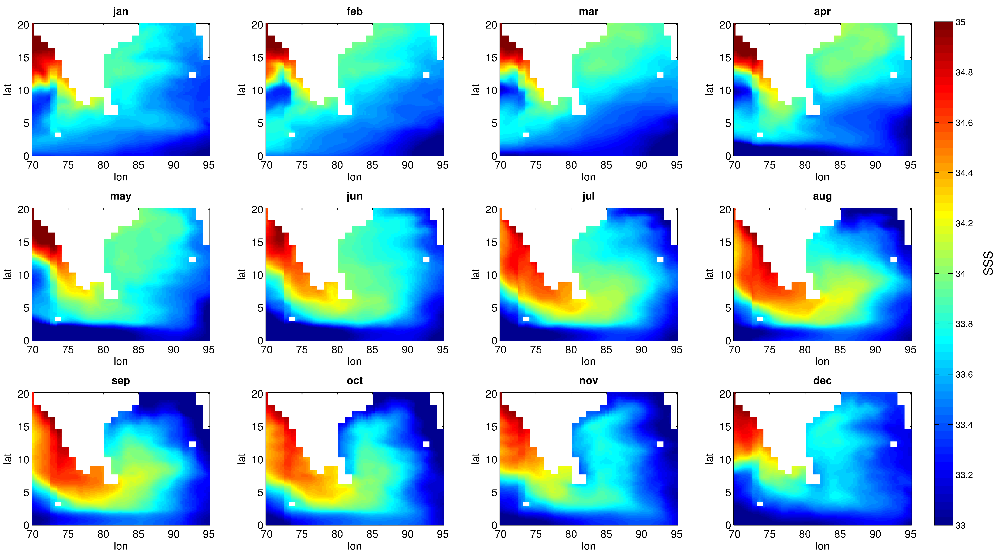 jan feb mar apr
20 20 20 20 35
15 15 15 15 34.8
lat lat lat lat
10 10 10 10
5 5 5 5 34.6
0 0 0 0
70 75 80 85 90 95 70 75 80 85 90 95 70 75 80 85 90 95 70 75 80 85 90 95 34.4
lon lon lon lon
may jun jul aug
20 20 20 20 34.2
15 15 15 15
lat lat lat lat
10 10 10 10 34 SSS
5 5 5 5 33.8
0 0 0 0
70 75 80 85 90 95 70 75 80 85 90 95 70 75 80 85 90 95 70 75 80 85 90 95
lon lon lon lon
sep oct nov dec 33.6
20 20 20 20
15 15 15 15 33.4
lat lat lat lat
10 10 10 10 33.2
5 5 5 5
0 0 0 0 33
70 75 80 85 90 95 70 75 80 85 90 95 70 75 80 85 90 95 70 75 80 85 90 95
lon lon lon lon